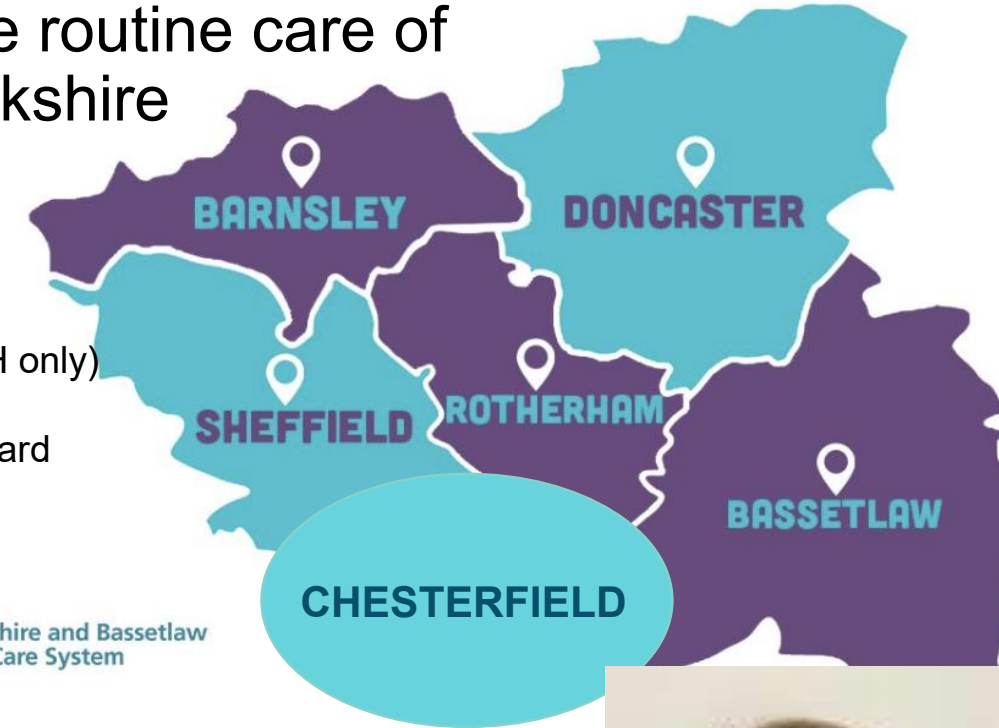 e routine care of
kshire
BARNSLEY
DONCASTER
H only)
SHEFFIELD
ROTHERHAM
ard
BASSETLAW
CHESTERFIELD
hire and Bassetlaw
Care System